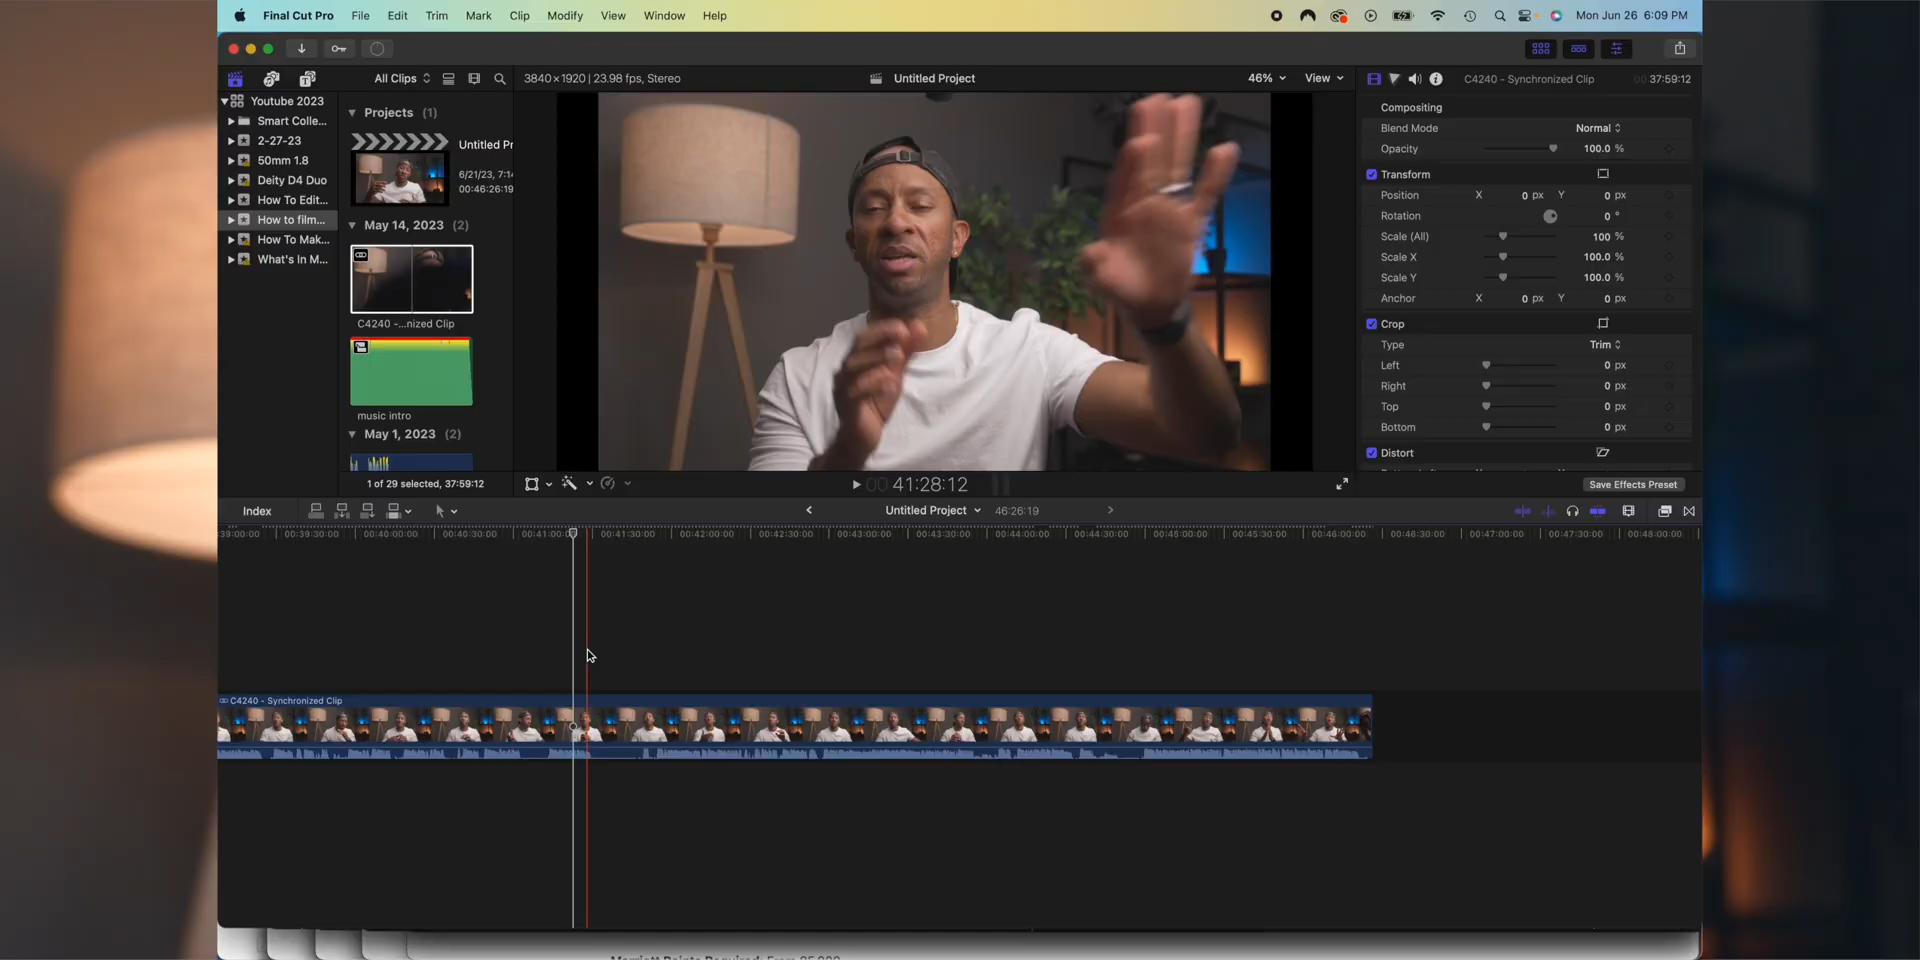 Final Cut Pro File Edit Trim Mark Clip Modify View Window Help Mon Jun 26 6:09 PM
All Clips 3840×1920 | 23.98 fps, Stereo Untitled Project 46% View C4240 - Synchronized Clip 00 37:59:12
Youtube 2023
Smart Colle...
2-27-23
50mm 1.8
Deity D4 Duo
How To Edit...
How to film...
How To Mak...
What's In M...
Projects (1)
Untitled Pr
6/21/23, 7:14
00:46:26:19
May 14, 2023 (2)
C4240 -...nized Clip
music intro
May 1, 2023 (2)
1 of 29 selected, 37:59:12
00 41:28:12
Compositing
Blend Mode Normal
Opacity 100.0 %
Transform
Position X 0 px Y 0 px
Rotation 0 °
Scale (All) 100 %
Scale X 100.0 %
Scale Y 100.0 %
Anchor X 0 px Y 0 px
Crop
Type Trim
Left 0 px
Right 0 px
Top 0 px
Bottom 0 px
Distort
Save Effects Preset
Index Untitled Project 46:26:19
39:00:00 00:39:30:00 00:40:00:00 00:40:30:00 00:41:00:00 00:41:30:00 00:42:00:00 00:42:30:00 00:43:00:00 00:43:30:00 00:44:00:00 00:44:30:00 00:45:00:00 00:45:30:00 00:46:00:00 00:46:30:00 00:47:00:00 00:47:30:00 00:48:00:00
C4240 - Synchronized Clip